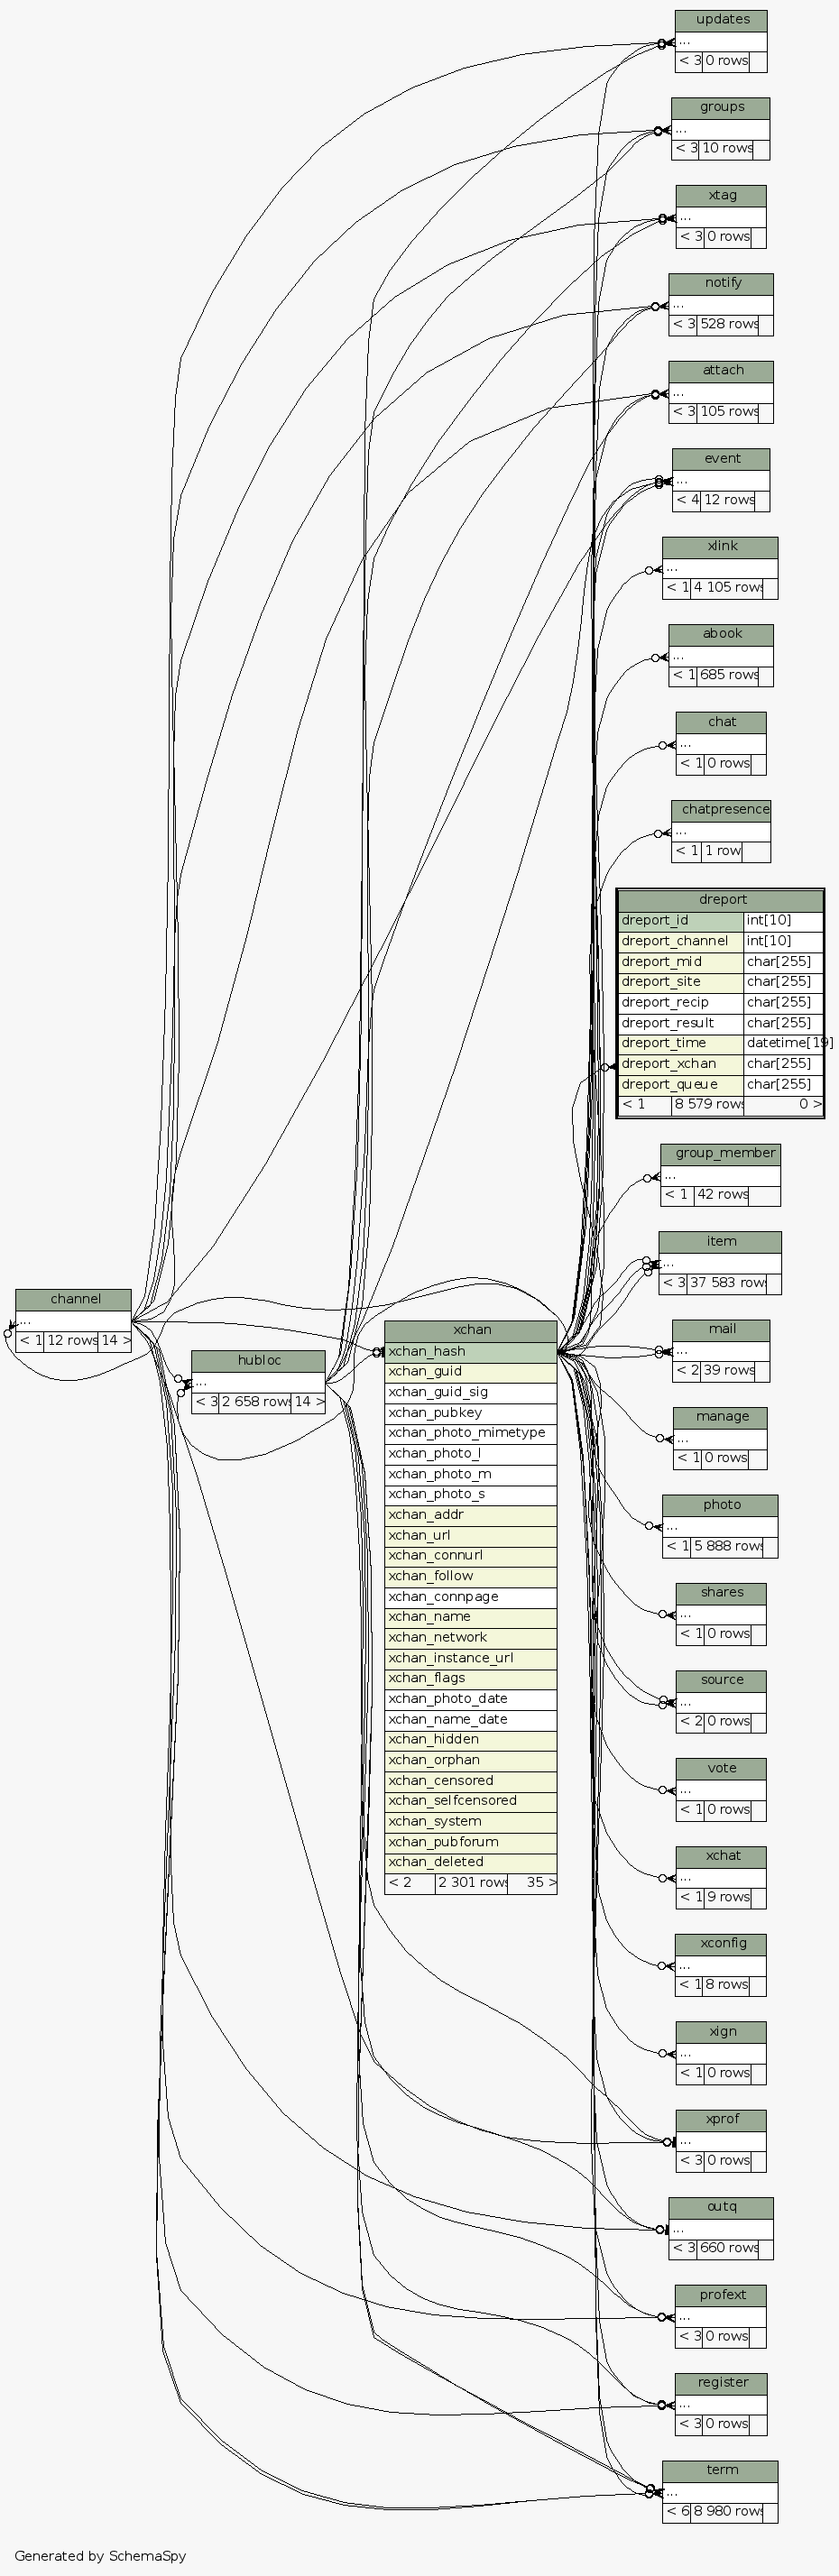 updates
...
< 3 0 rows
groups
...
< 3 10 rows
xtag
...
< 3 0 rows
notify
...
< 3 528 rows
attach
...
< 3 105 rows
event
...
< 4 12 rows
xlink
...
< 1 4 105 rows
abook
...
< 1 685 rows
chat
...
< 1 0 rows
chatpresence
...
< 1 1 row
dreport
dreport_id int[10]
dreport_channel int[10]
dreport_mid char[255]
dreport_site char[255]
dreport_recip char[255]
dreport_result char[255]
dreport_time datetime[19]
dreport_xchan char[255]
dreport_queue char[255]
< 1 8 579 rows 0 >
group_member
...
< 1 42 rows
item
...
< 3 37 583 rows
channel
...
< 1 12 rows 14 >
hubloc
...
< 3 2 658 rows 14 >
xchan
xchan_hash
xchan_guid
xchan_guid_sig
xchan_pubkey
xchan_photo_mimetype
xchan_photo_l
xchan_photo_m
xchan_photo_s
xchan_addr
xchan_url
xchan_connurl
xchan_follow
xchan_connpage
xchan_name
xchan_network
xchan_instance_url
xchan_flags
xchan_photo_date
xchan_name_date
xchan_hidden
xchan_orphan
xchan_censored
xchan_selfcensored
xchan_system
xchan_pubforum
xchan_deleted
< 2 2 301 rows 35 >
mail
...
< 2 39 rows
manage
...
< 1 0 rows
photo
...
< 1 5 888 rows
shares
...
< 1 0 rows
source
...
< 2 0 rows
vote
...
< 1 0 rows
xchat
...
< 1 9 rows
xconfig
...
< 1 8 rows
xign
...
< 1 0 rows
xprof
...
< 3 0 rows
outq
...
< 3 660 rows
profext
...
< 3 0 rows
register
...
< 3 0 rows
term
...
< 6 8 980 rows
Generated by SchemaSpy